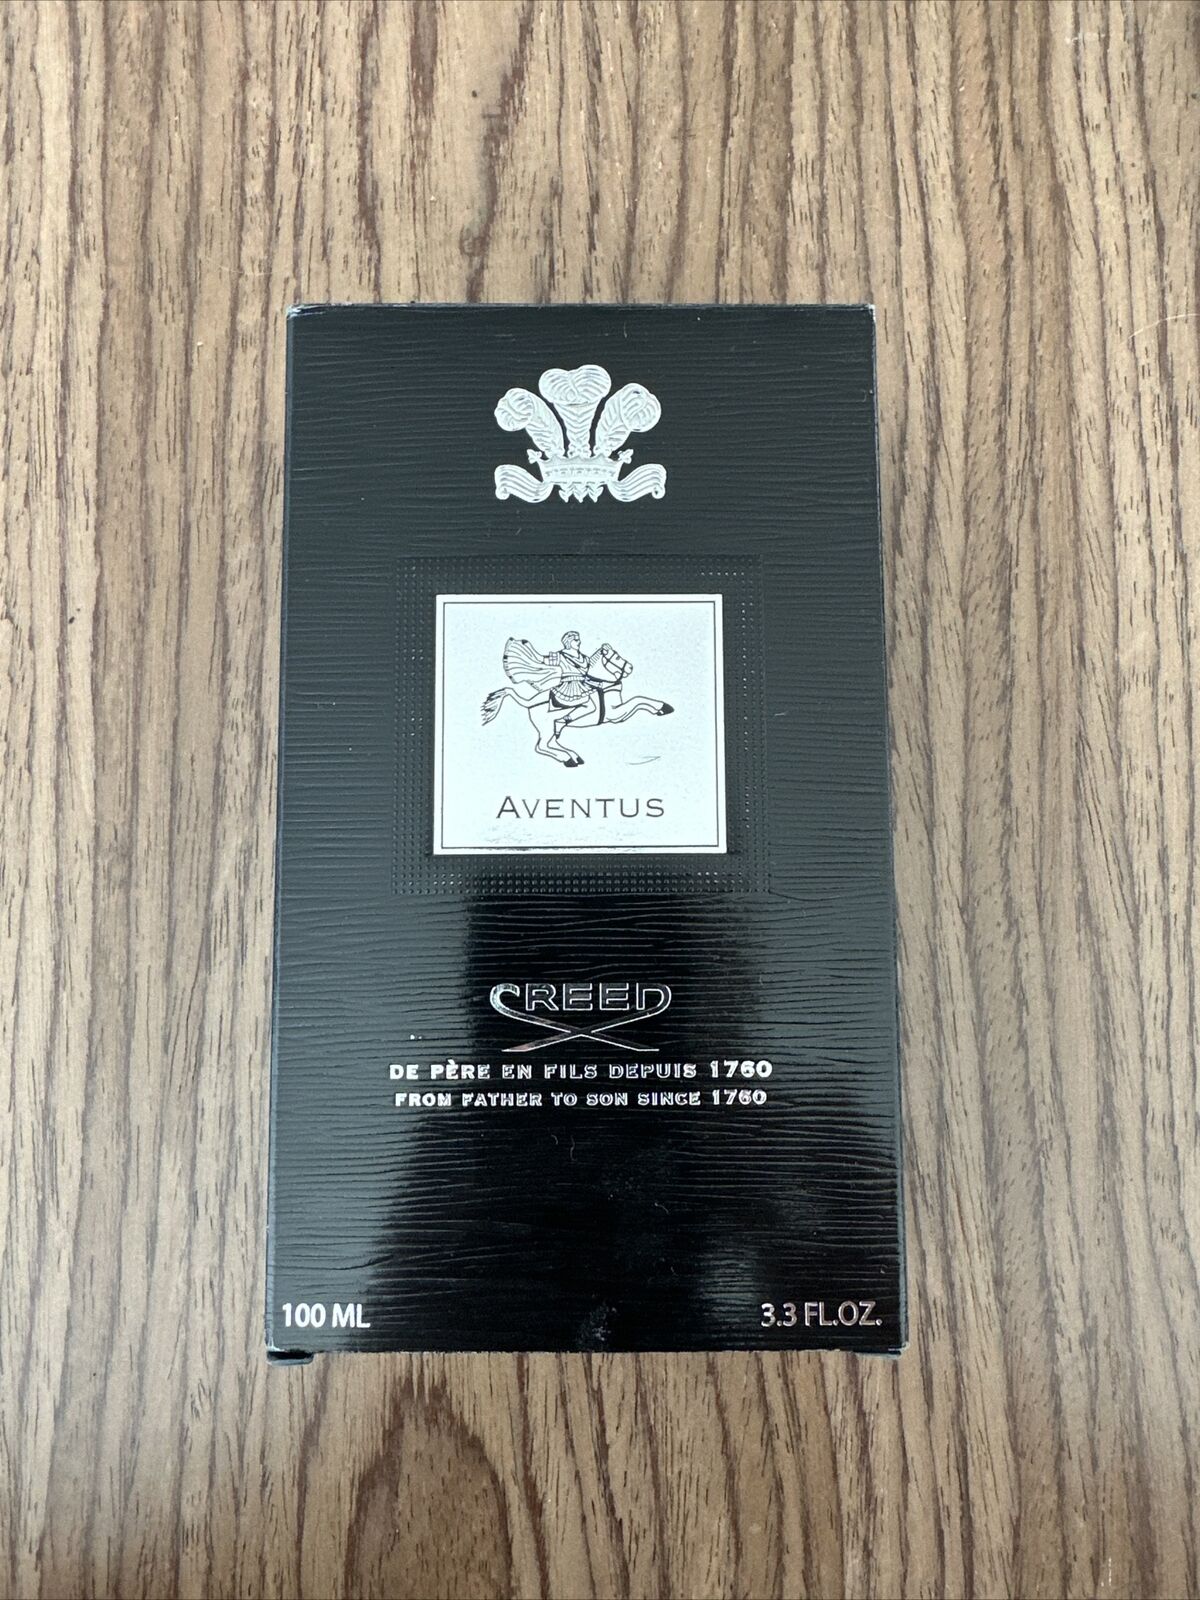 AVENTUS
CREED
DE PÈRE EN FILS DEPUIS 1760
FROM FATHER TO SON SINCE 1760
100 ML
3.3 FL.OZ.